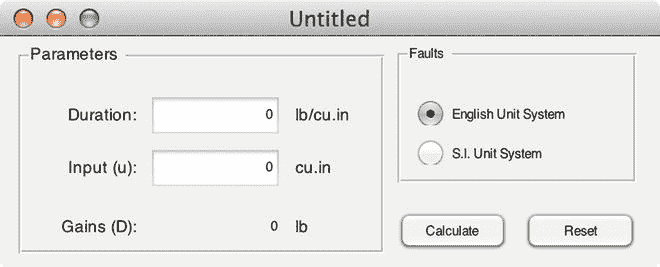 Untitled
Parameters
Duration: 0 lb/cu.in
Input (u): 0 cu.in
Gains (D): 0 lb
Faults
English Unit System
S.I. Unit System
Calculate Reset